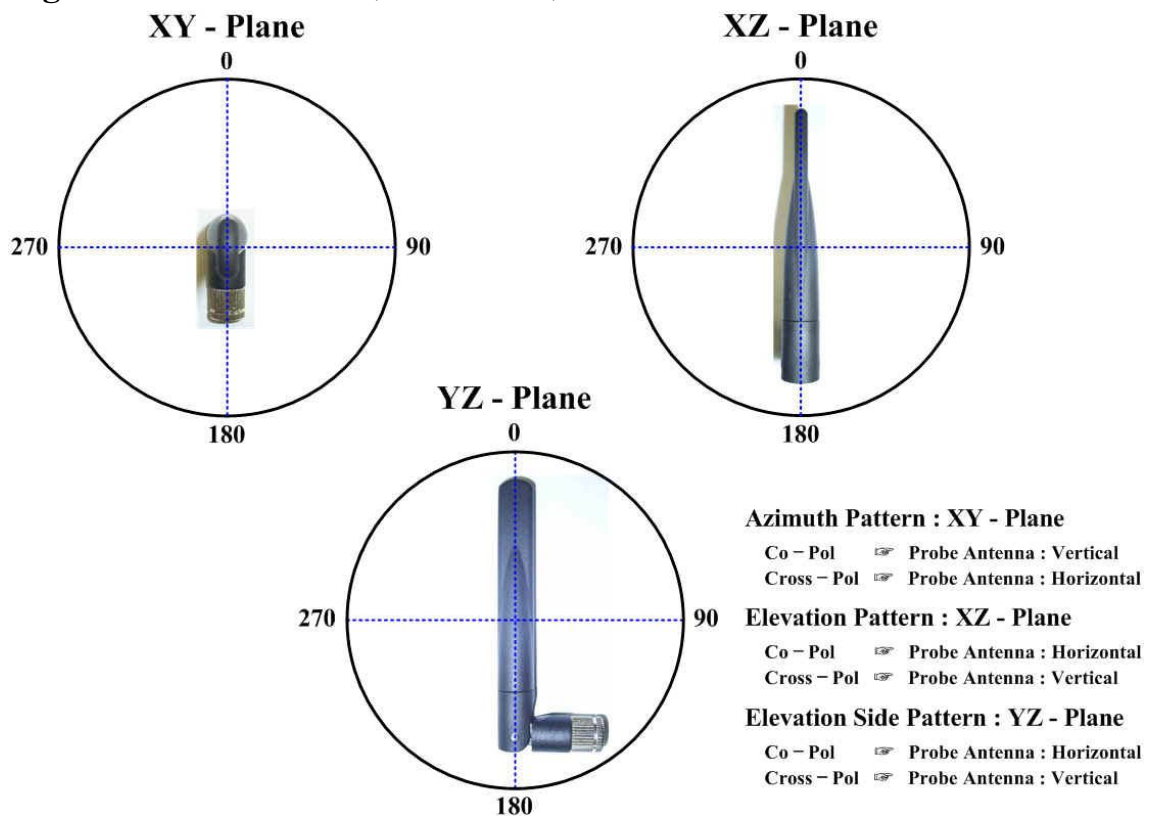 XY - Plane
0
270
90
180
XZ - Plane
0
270
90
180
YZ - Plane
0
270
90
180
Azimuth Pattern : XY - Plane
Co – Pol ☞ Probe Antenna : Vertical
Cross – Pol ☞ Probe Antenna : Horizontal
Elevation Pattern : XZ - Plane
Co – Pol ☞ Probe Antenna : Horizontal
Cross – Pol ☞ Probe Antenna : Vertical
Elevation Side Pattern : YZ - Plane
Co – Pol ☞ Probe Antenna : Horizontal
Cross – Pol ☞ Probe Antenna : Vertical